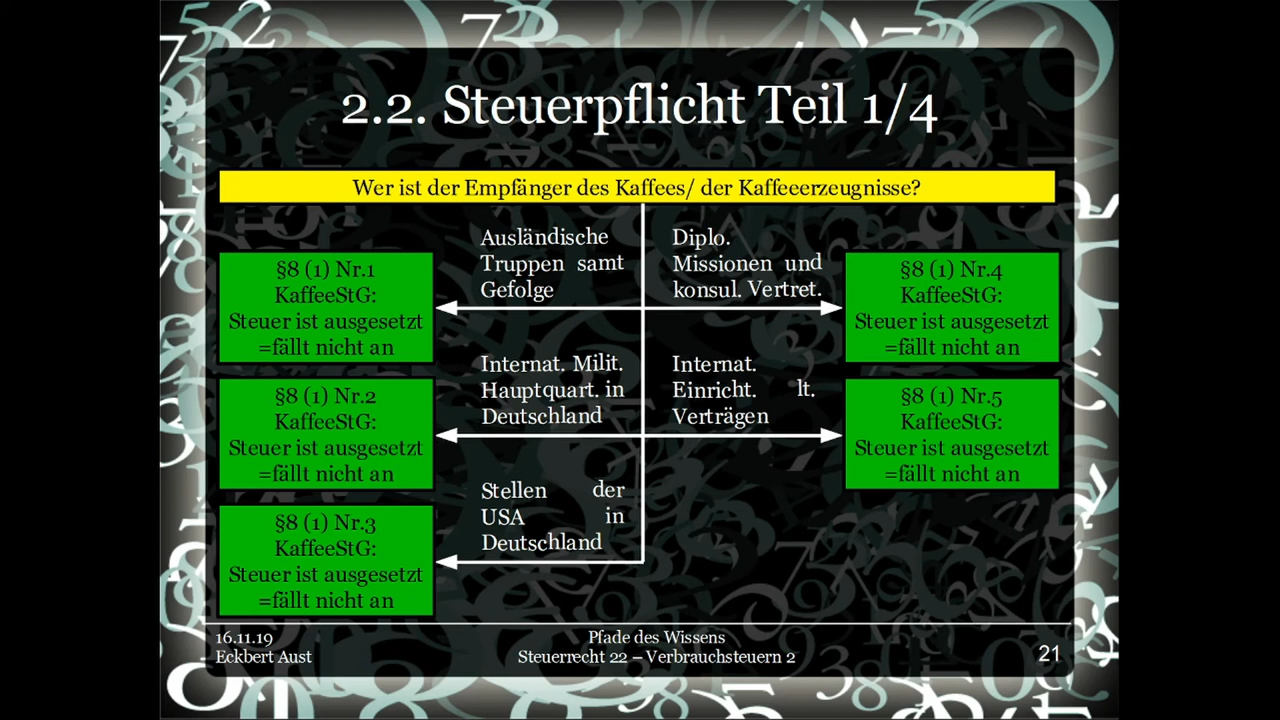 2.2. Steuerpflicht Teil 1/4
Wer ist der Empfänger des Kaffees/ der Kaffeeerzeugnisse?
§8 (1) Nr.1
KaffeeStG:
Steuer ist ausgesetzt
=fällt nicht an
Ausländische
Truppen samt
Gefolge
Diplo.
Missionen und
konsul. Vertret.
§8 (1) Nr.4
KaffeeStG:
Steuer ist ausgesetzt
=fällt nicht an
§8 (1) Nr.2
KaffeeStG:
Steuer ist ausgesetzt
=fällt nicht an
Internat. Milit.
Hauptquart. in
Deutschland
Internat.
Einricht. lt.
Verträgen
§8 (1) Nr.5
KaffeeStG:
Steuer ist ausgesetzt
=fällt nicht an
§8 (1) Nr.3
KaffeeStG:
Steuer ist ausgesetzt
=fällt nicht an
Stellen der
USA in
Deutschland
16.11.19
Eckbert Aust
Pfade des Wissens
Steuerrecht 22 – Verbrauchsteuern 2
21